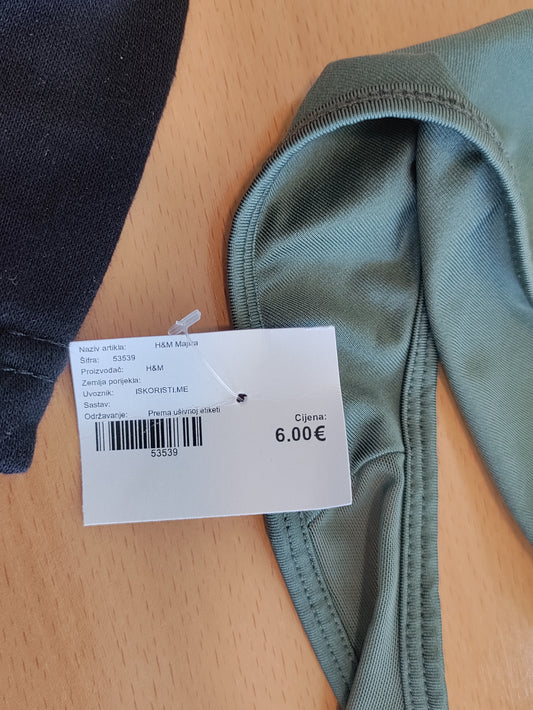 Naziv artikla: H&M Majica
Šifra: 53539
Proizvođač: H&M
Zemlja porijekla:
Uvoznik: ISKORISTI.ME
Sastav:
Održavanje: Prema ušivnoj etiketi
53539
Cijena:
6.00€